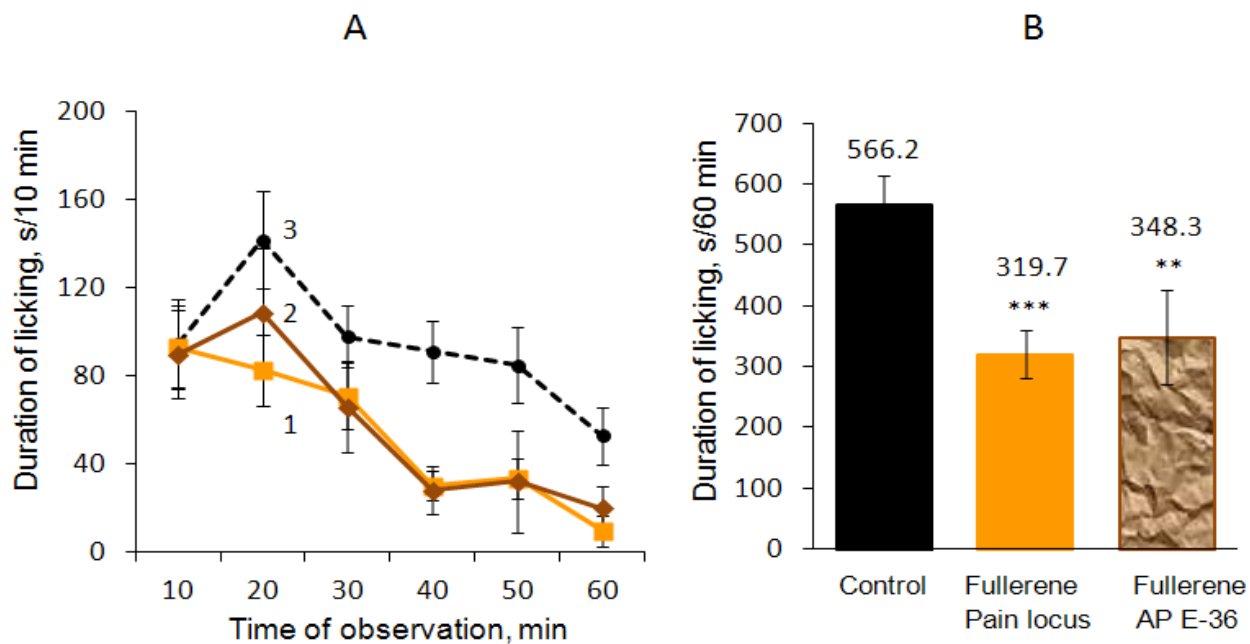 A
Duration of licking, s/10 min
200
160
120
80
40
0
3
2
1
10 20 30 40 50 60
Time of observation, min
B
Duration of licking, s/60 min
700
600
500
400
300
200
100
0
566.2
319.7
***
348.3
**
Control
Fullerene
Pain locus
Fullerene
AP E-36